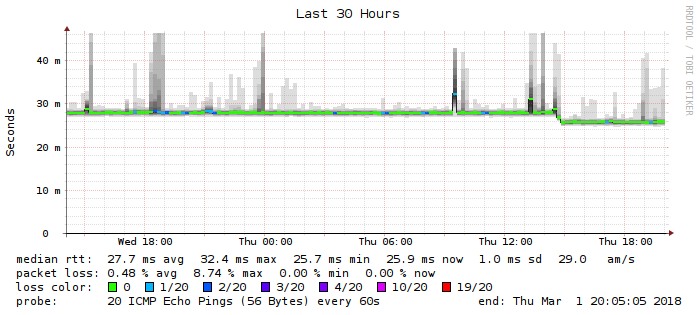 Last 30 Hours
RRDTOOL / TOBI OETIKER
Seconds
40 m
30 m
20 m
10 m
0
Wed 18:00 Thu 00:00 Thu 06:00 Thu 12:00 Thu 18:00
median rtt: 27.7 ms avg 32.4 ms max 25.7 ms min 25.9 ms now 1.0 ms sd 29.0 am/s
packet loss: 0.48 % avg 8.74 % max 0.00 % min 0.00 % now
loss color: 0 1/20 2/20 3/20 4/20 10/20 19/20
probe: 20 ICMP Echo Pings (56 Bytes) every 60s end: Thu Mar 1 20:05:05 2018